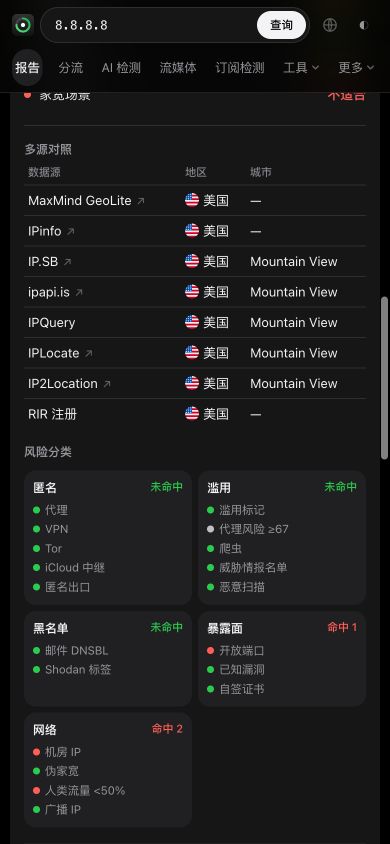 8.8.8.8 查询
报告 分流 AI 检测 流媒体 订阅检测 工具 更多
家宽场景 不适合
多源对照
数据源 地区 城市
MaxMind GeoLite ↗ 美国 —
IPinfo ↗ 美国 —
IP.SB ↗ 美国 Mountain View
ipapi.is ↗ 美国 Mountain View
IPQuery 美国 Mountain View
IPLocate ↗ 美国 Mountain View
IP2Location ↗ 美国 Mountain View
RIR 注册 美国 —
风险分类
匿名 未命中
代理
VPN
Tor
iCloud 中继
匿名出口
滥用 未命中
滥用标记
代理风险 ≥67
爬虫
威胁情报名单
恶意扫描
黑名单 未命中
邮件 DNSBL
Shodan 标签
暴露面 命中 1
开放端口
已知漏洞
自签证书
网络 命中 2
机房 IP
伪家宽
人类流量 <50%
广播 IP